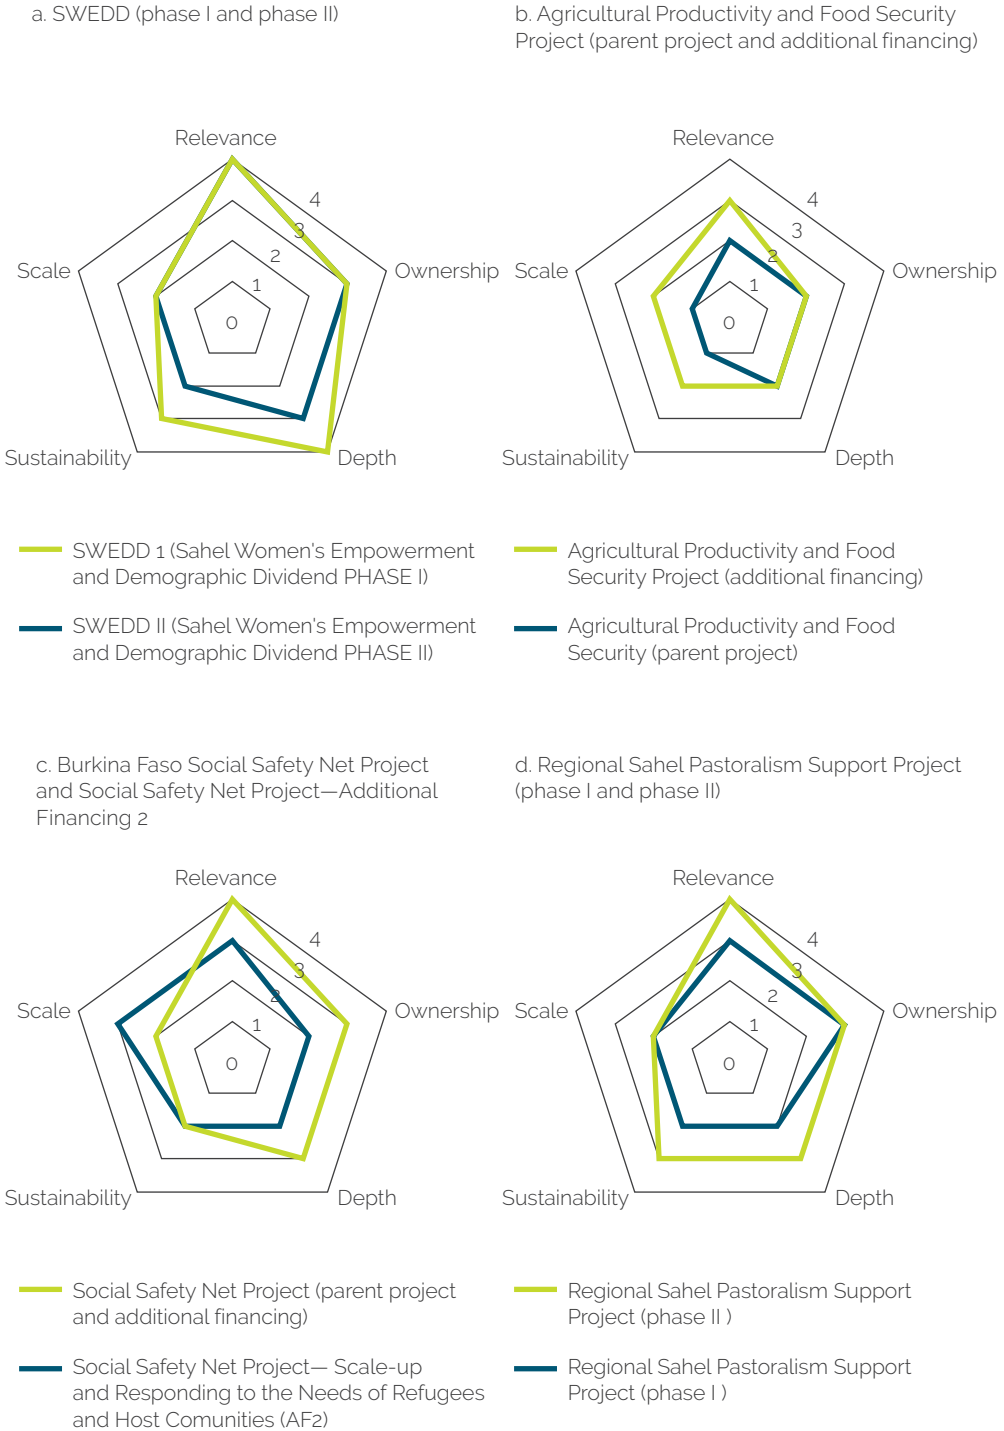 a. SWEDD (phase I and phase II)
b. Agricultural Productivity and Food Security
Project (parent project and additional financing)
Relevance
4
3
2
1
0
Scale
Ownership
Sustainability
Depth
Relevance
4
3
2
1
0
Scale
Ownership
Sustainability
Depth
SWEDD 1 (Sahel Women's Empowerment
and Demographic Dividend PHASE I)
SWEDD II (Sahel Women's Empowerment
and Demographic Dividend PHASE II)
Agricultural Productivity and Food
Security Project (additional financing)
Agricultural Productivity and Food
Security (parent project)
c. Burkina Faso Social Safety Net Project
and Social Safety Net Project—Additional
Financing 2
d. Regional Sahel Pastoralism Support Project
(phase I and phase II)
Relevance
4
3
2
1
0
Scale
Ownership
Sustainability
Depth
Relevance
4
3
2
1
0
Scale
Ownership
Sustainability
Depth
Social Safety Net Project (parent project
and additional financing)
Social Safety Net Project— Scale-up
and Responding to the Needs of Refugees
and Host Comunities (AF2)
Regional Sahel Pastoralism Support
Project (phase II )
Regional Sahel Pastoralism Support
Project (phase I )